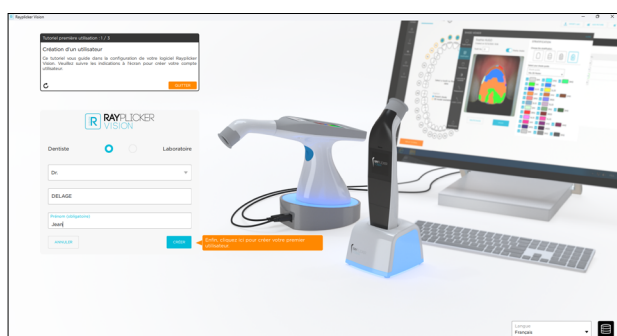 Rayplicker Vision
Tutoriel première utilisation : 1 / 3
Création d'un utilisateur
Ce tutoriel vous guide dans la configuration de votre logiciel Rayplicker
Vision. Veuillez suivre les indications à l'écran pour créer votre compte
utilisateur.
QUITTER
R RAYPLICKER
VISION
Dentiste
Laboratoire
Dr.
DELAGE
Prénom (obligatoire)
Jean
ANNULER
CRÉER
Enfin, cliquez ici pour créer votre premier
utilisateur
Langue
Français